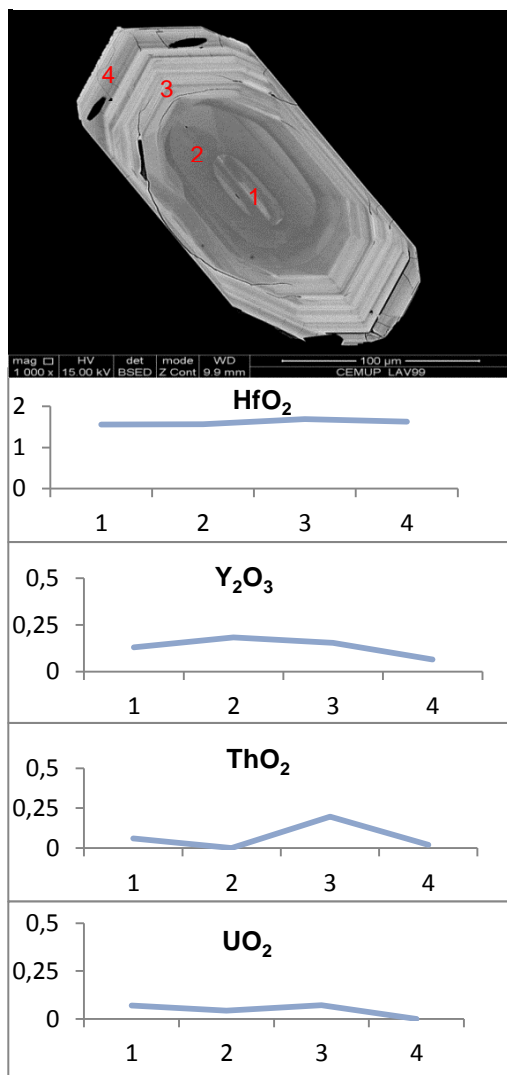 4
3
2
1
mag □ HV det mode WD 100 µm
1 000 x 15.00 kV BSED Z Cont 9.9 mm CEMUP LAV99
HfO₂
2
1
0
1 2 3 4
Y₂O₃
0,5
0,25
0
1 2 3 4
ThO₂
0,5
0,25
0
1 2 3 4
UO₂
0,5
0,25
0
1 2 3 4